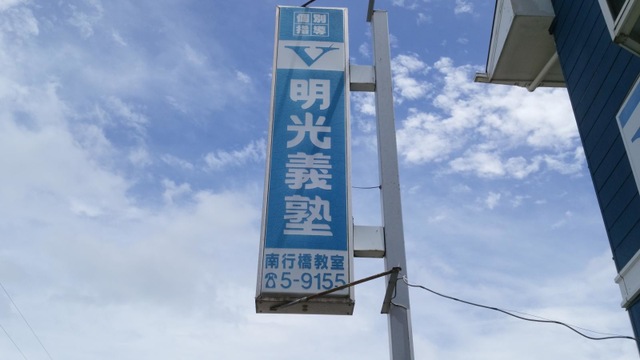 個別
指導
V
明光義塾
南行橋教室
☎5-9155